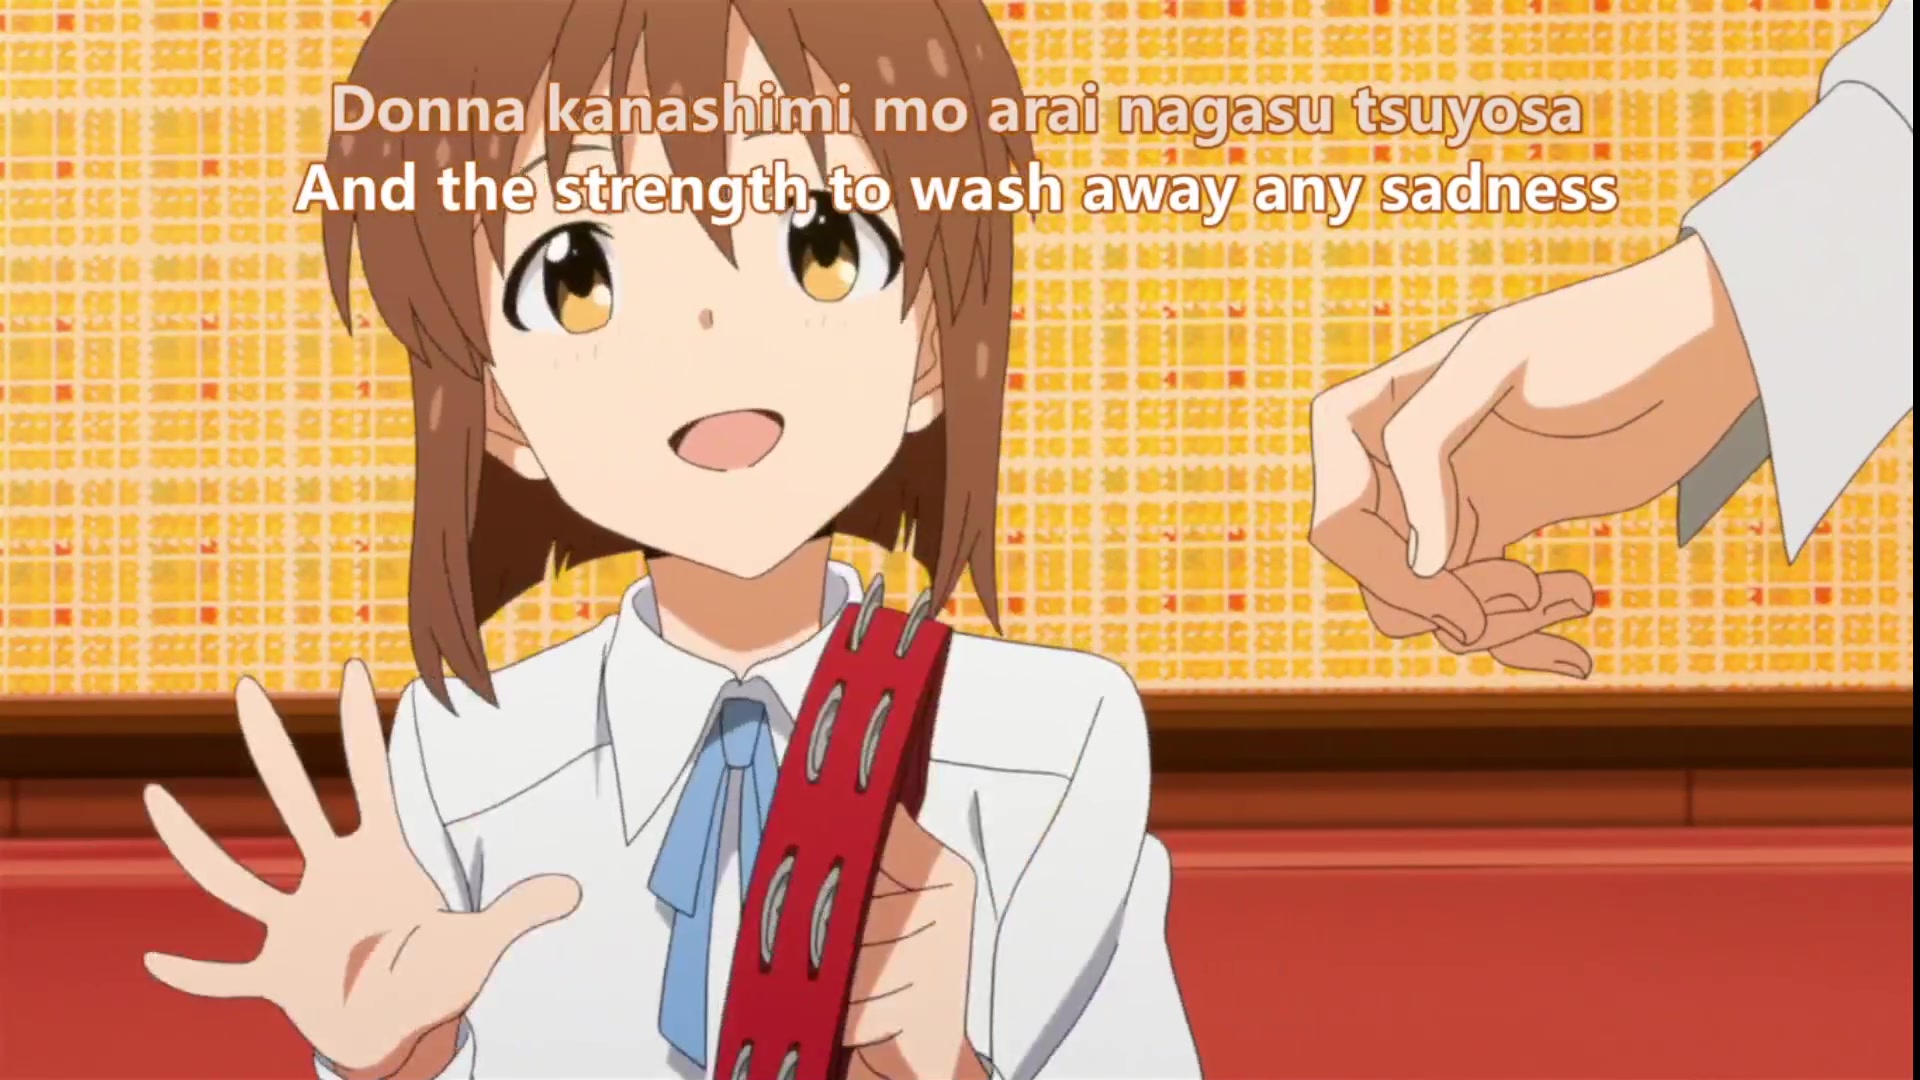 Donna kanashimi mo arai nagasu tsuyosa
And the strength to wash away any sadness